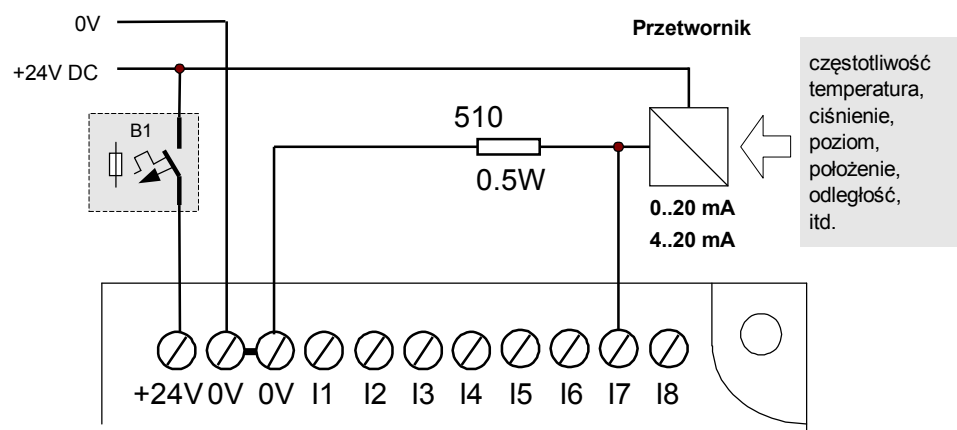 0V
Przetwornik
+24V DC
częstotliwość
temperatura,
ciśnienie,
poziom,
położenie,
odległość,
itd.
B1
510
0.5W
0..20 mA
4..20 mA
+24V 0V 0V I1 I2 I3 I4 I5 I6 I7 I8